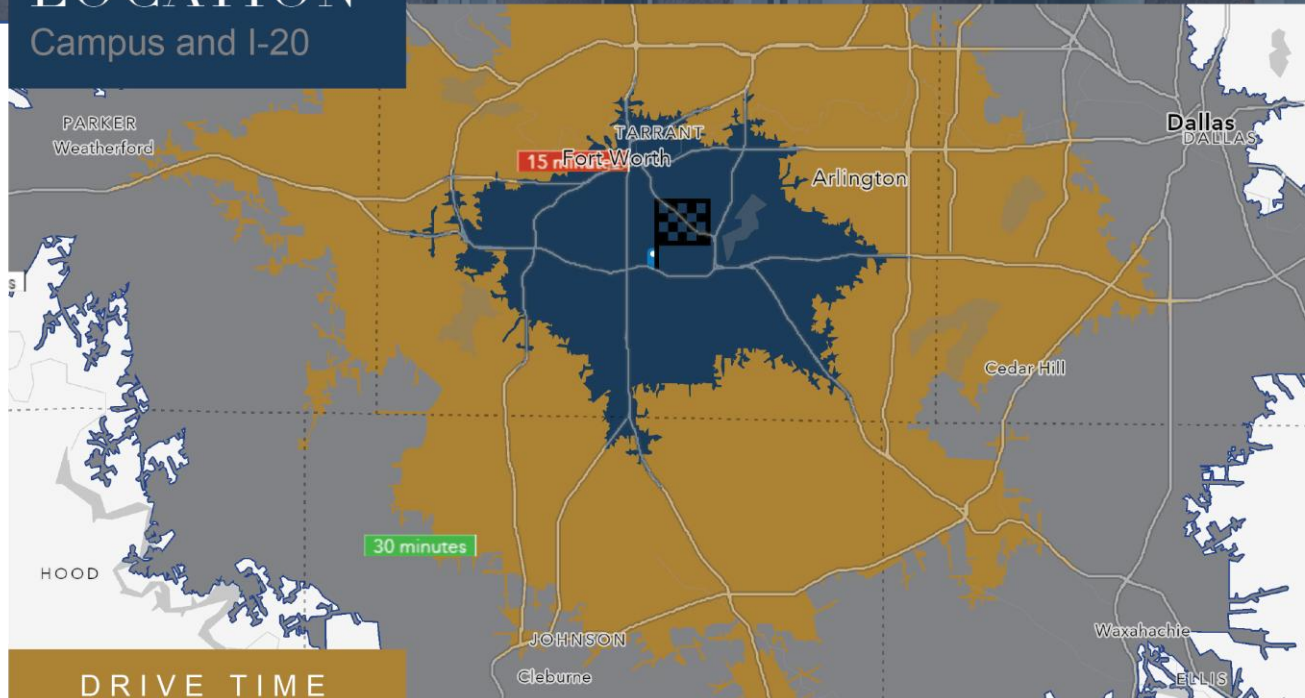 LOCATION
Campus and I-20
PARKER
Weatherford
TARRANT
Fort Worth
15 minutes
Dallas
DALLAS
Arlington
s
Cedar Hill
30 minutes
HOOD
JOHNSON
Cleburne
Waxahachie
ELLIS
DRIVE TIME